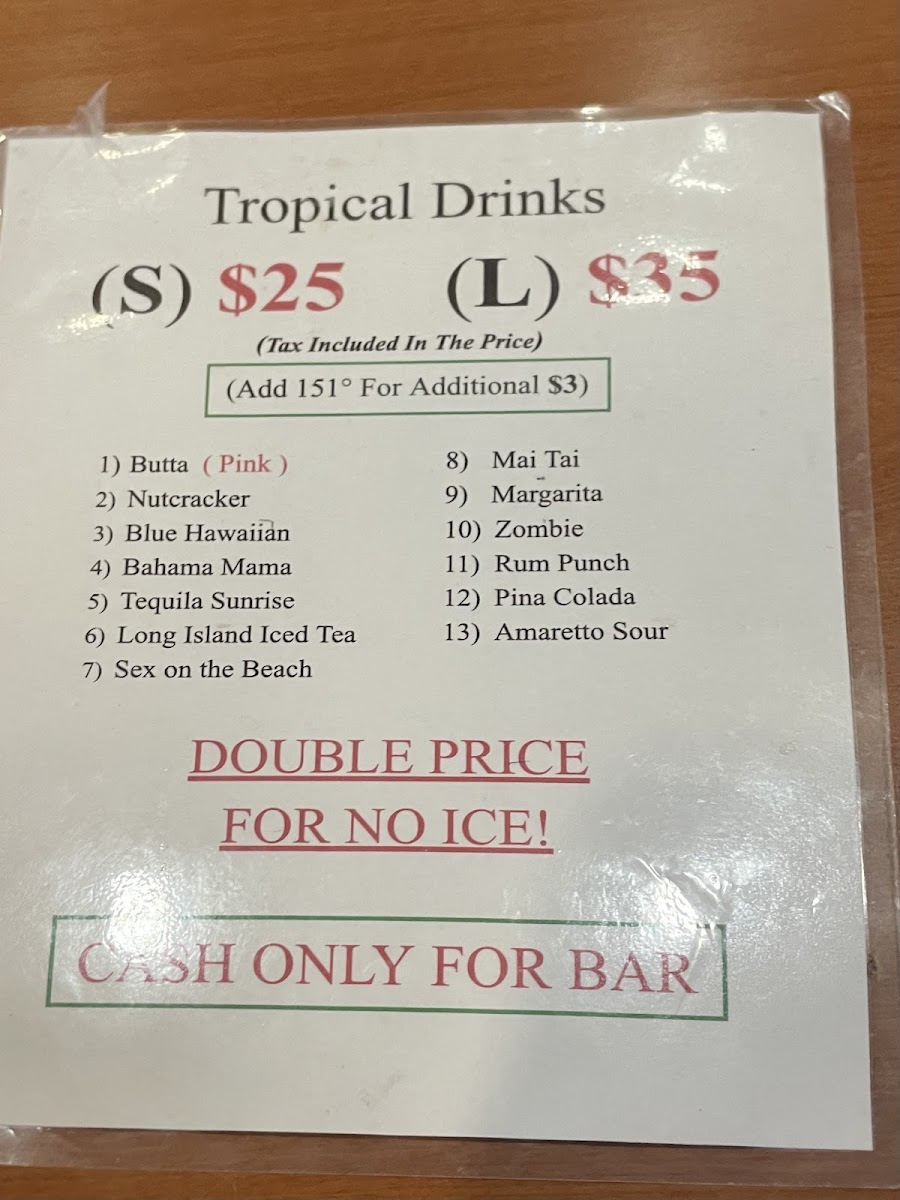 Tropical Drinks
(S) $25 (L) $35
(Tax Included In The Price)
(Add 151° For Additional $3)
1) Butta ( Pink )
2) Nutcracker
3) Blue Hawaiian
4) Bahama Mama
5) Tequila Sunrise
6) Long Island Iced Tea
7) Sex on the Beach
8) Mai Tai
9) Margarita
10) Zombie
11) Rum Punch
12) Pina Colada
13) Amaretto Sour
DOUBLE PRICE
FOR NO ICE!
CASH ONLY FOR BAR